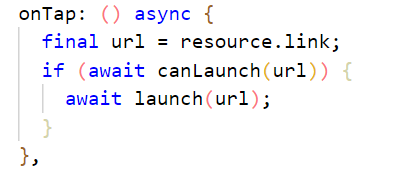 onTap: () async {
  final url = resource.link;
  if (await canLaunch(url)) {
    await launch(url);
  }
},